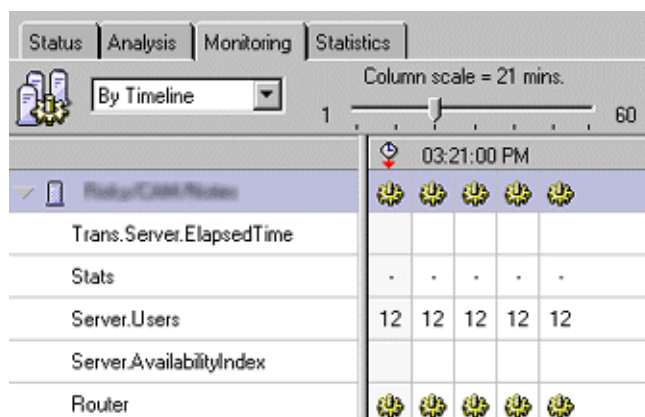 Status Analysis Monitoring Statistics
By Timeline
Column scale = 21 mins.
1 60
03:21:00 PM
Trans.Server.ElapsedTime
Stats - - - - -
Server.Users 12 12 12 12 12
Server.AvailabilityIndex
Router